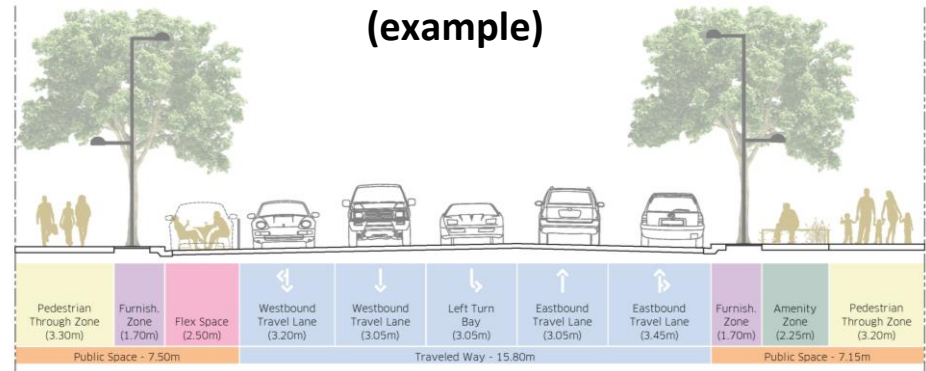 (example)
Pedestrian
Through Zone
(3.30m)
Furnish.
Zone
(1.70m)
Flex Space
(2.50m)
Westbound
Travel Lane
(3.20m)
Westbound
Travel Lane
(3.05m)
Left Turn
Bay
(3.05m)
Eastbound
Travel Lane
(3.05m)
Eastbound
Travel Lane
(3.45m)
Furnish.
Zone
(1.70m)
Amenity
Zone
(2.25m)
Pedestrian
Through Zone
(3.20m)
Public Space - 7.50m
Traveled Way - 15.80m
Public Space - 7.15m